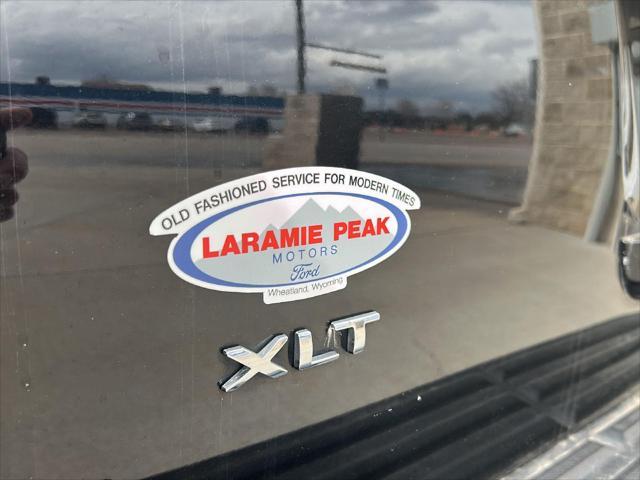 OLD FASHIONED SERVICE FOR MODERN TIMES
LARAMIE PEAK
MOTORS
Ford
Wheatland, Wyoming
XLT